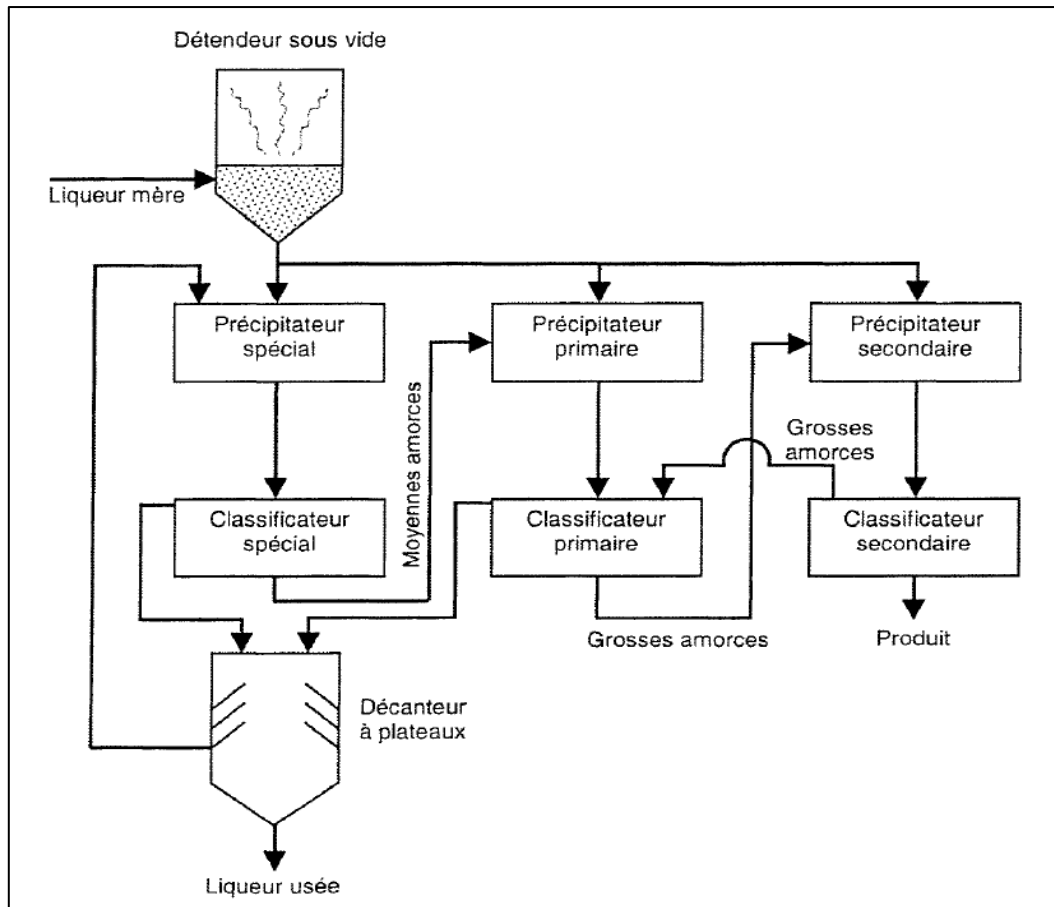 Détendeur sous vide
Liqueur mère
Précipitateur
spécial
Précipitateur
primaire
Précipitateur
secondaire
Moyennes amorces
Grosses
amorces
Classificateur
spécial
Classificateur
primaire
Classificateur
secondaire
Grosses amorces
Produit
Décanteur
à plateaux
Liqueur usée